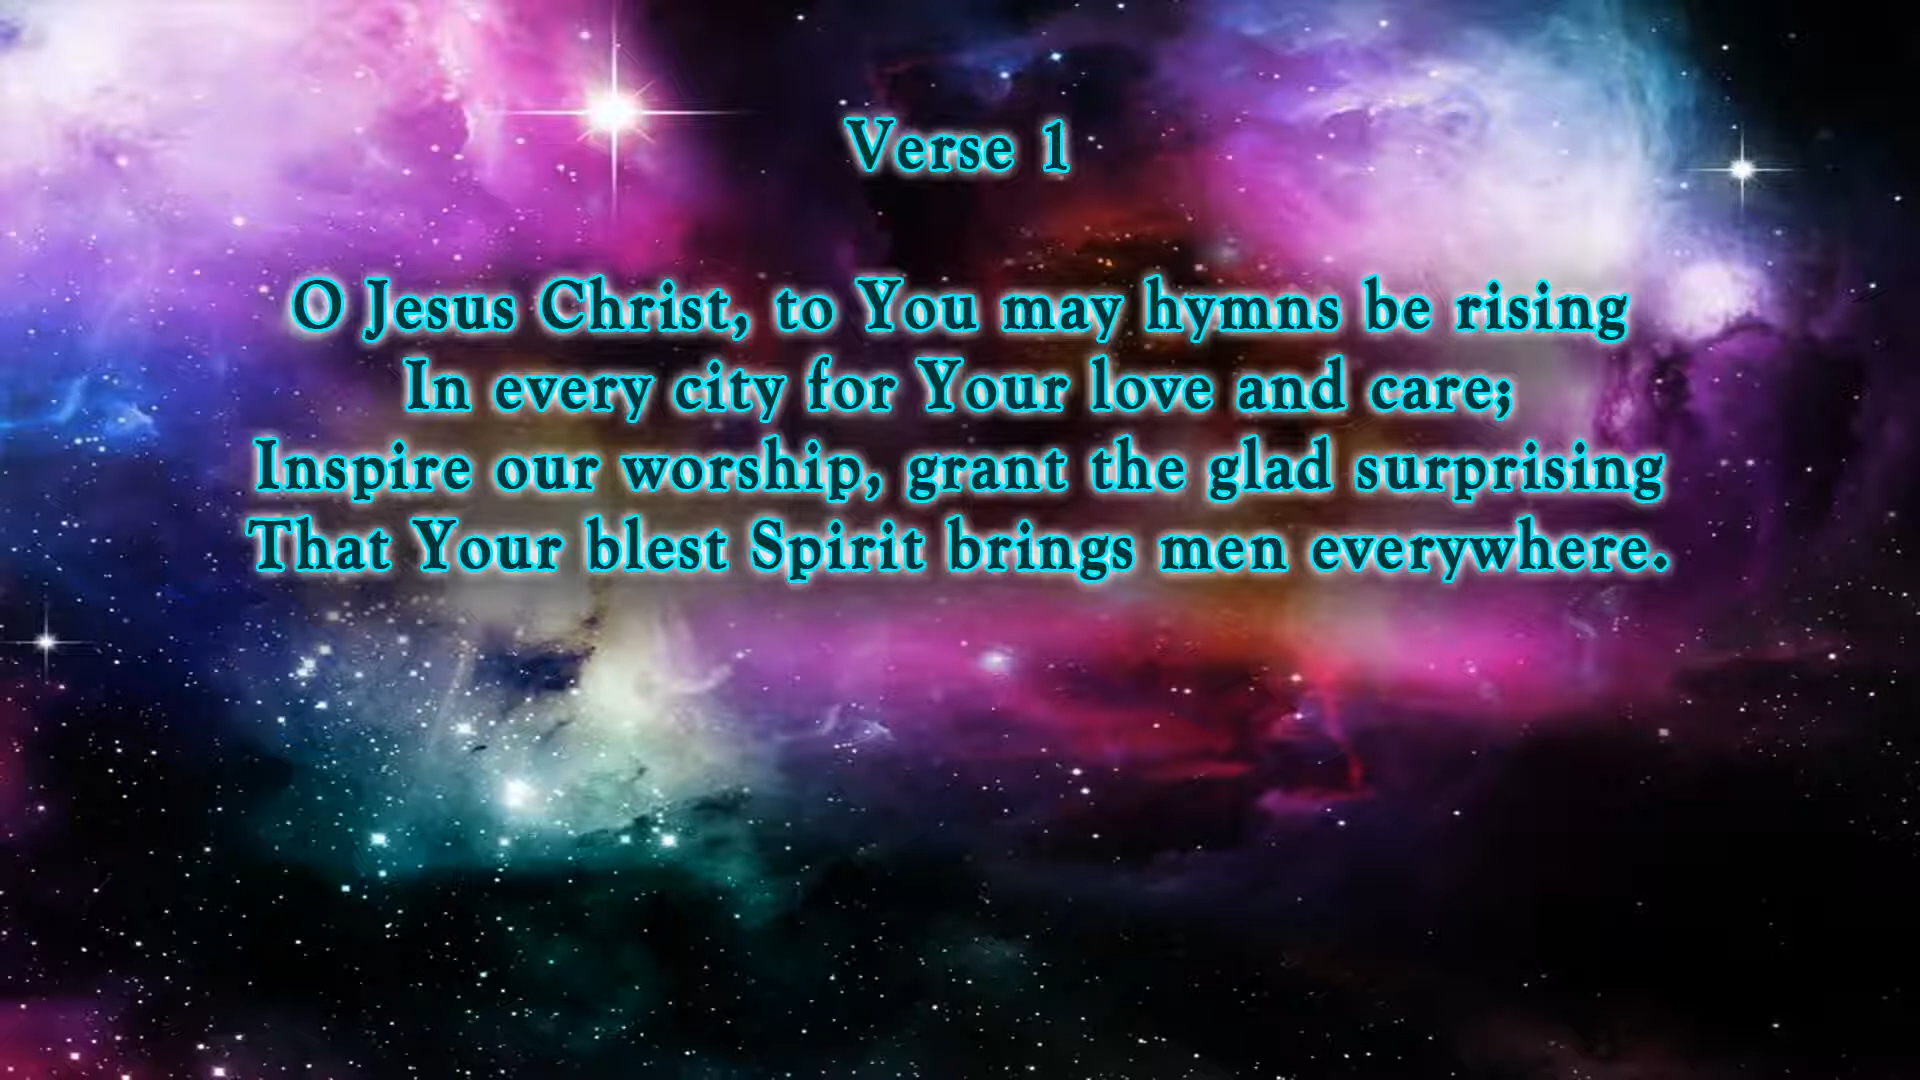 Verse 1
O Jesus Christ, to You may hymns be rising
In every city for Your love and care;
Inspire our worship, grant the glad surprising
That Your blest Spirit brings men everywhere.